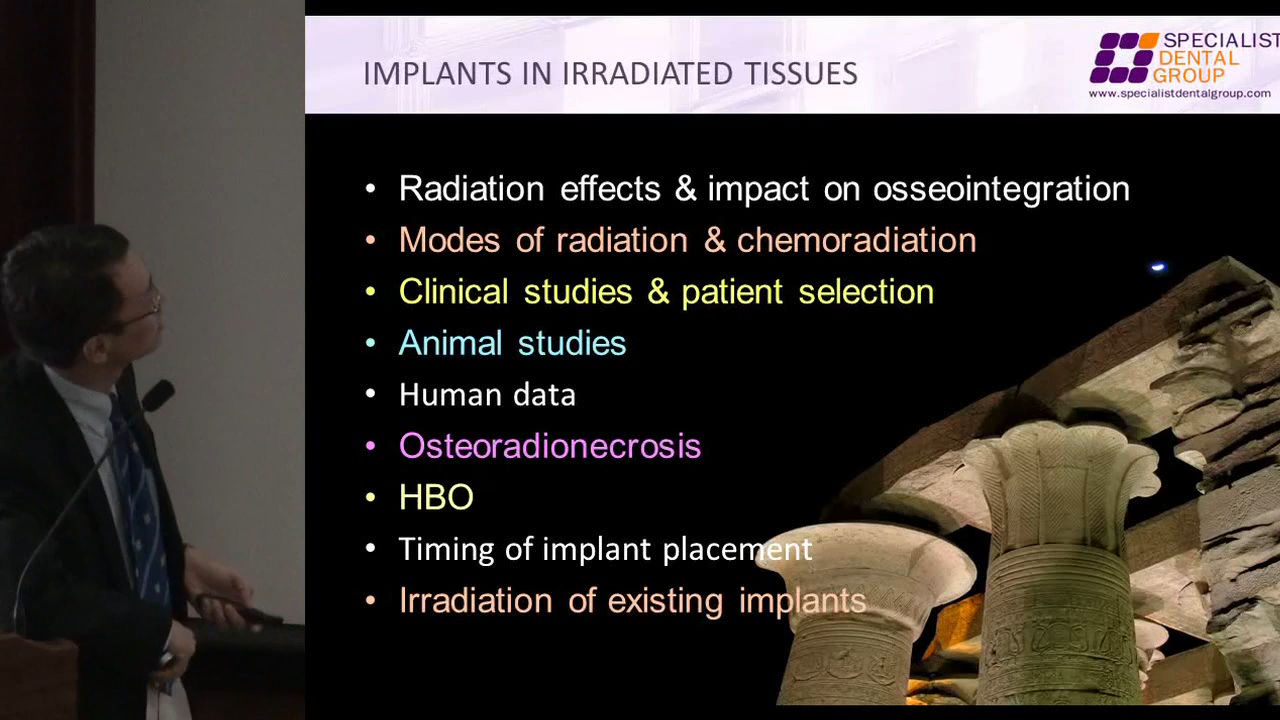 IMPLANTS IN IRRADIATED TISSUES
SPECIALIST
DENTAL
GROUP
www.specialistdentalgroup.com
• Radiation effects & impact on osseointegration
• Modes of radiation & chemoradiation
• Clinical studies & patient selection
• Animal studies
• Human data
• Osteoradionecrosis
• HBO
• Timing of implant placement
• Irradiation of existing implants